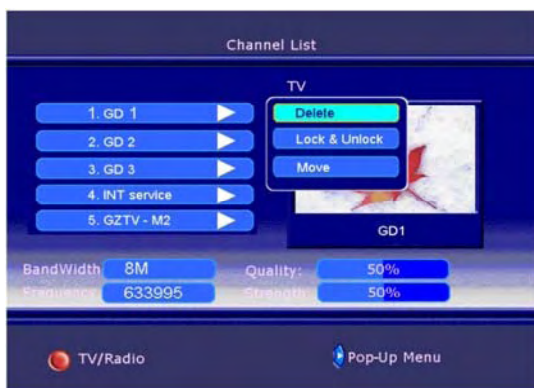 Channel List
TV
1. GD 1
Delete
2. GD 2
Lock & Unlock
3. GD 3
Move
4. INT service
5. GZTV - M2
GD1
BandWidth 8M
Quality: 50%
Frequency 633995
Strength 50%
TV/Radio
Pop-Up Menu